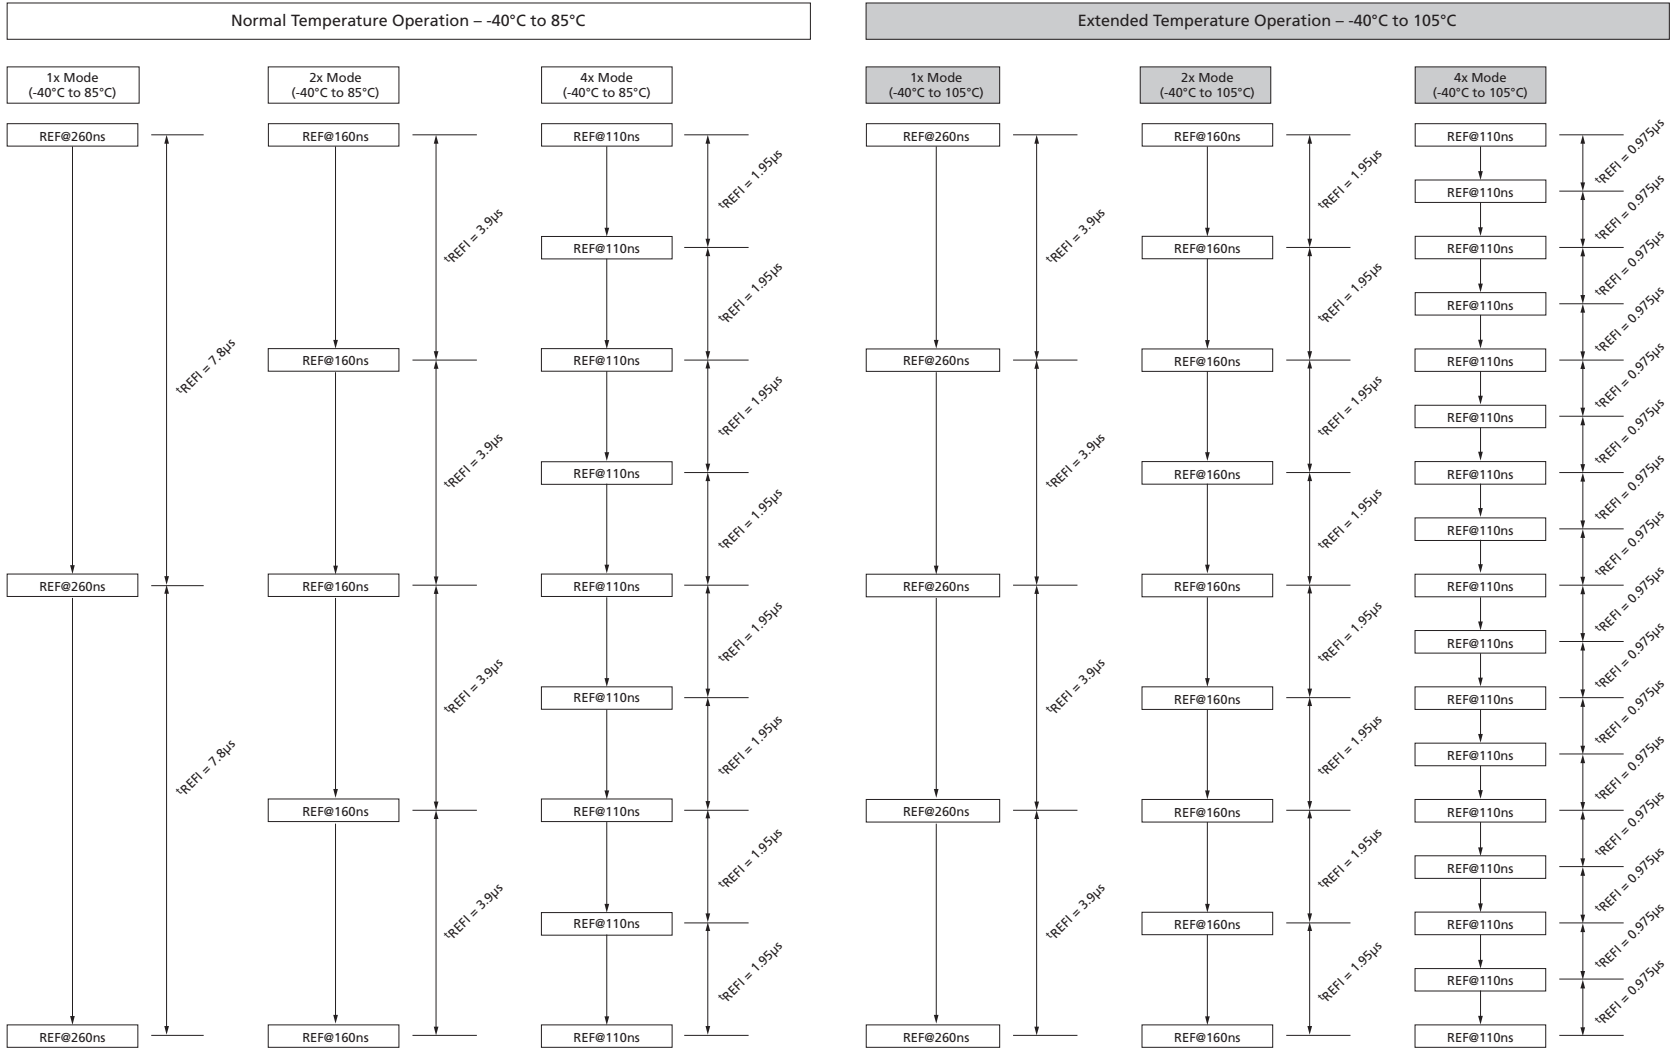 Normal Temperature Operation – -40°C to 85°C
1x Mode
(-40°C to 85°C)
REF@260ns
tREFI = 7.8µs
REF@260ns
tREFI = 7.8µs
REF@260ns
2x Mode
(-40°C to 85°C)
REF@160ns
tREFI = 3.9µs
REF@160ns
tREFI = 3.9µs
REF@160ns
tREFI = 3.9µs
REF@160ns
tREFI = 3.9µs
REF@160ns
4x Mode
(-40°C to 85°C)
REF@110ns
tREFI = 1.95µs
REF@110ns
tREFI = 1.95µs
REF@110ns
tREFI = 1.95µs
REF@110ns
tREFI = 1.95µs
REF@110ns
tREFI = 1.95µs
REF@110ns
tREFI = 1.95µs
REF@110ns
tREFI = 1.95µs
REF@110ns
tREFI = 1.95µs
REF@110ns
Extended Temperature Operation – -40°C to 105°C
1x Mode
(-40°C to 105°C)
REF@260ns
tREFI = 3.9µs
REF@260ns
tREFI = 3.9µs
REF@260ns
tREFI = 3.9µs
REF@260ns
tREFI = 3.9µs
REF@260ns
2x Mode
(-40°C to 105°C)
REF@160ns
tREFI = 1.95µs
REF@160ns
tREFI = 1.95µs
REF@160ns
tREFI = 1.95µs
REF@160ns
tREFI = 1.95µs
REF@160ns
tREFI = 1.95µs
REF@160ns
tREFI = 1.95µs
REF@160ns
tREFI = 1.95µs
REF@160ns
tREFI = 1.95µs
REF@160ns
4x Mode
(-40°C to 105°C)
REF@110ns
tREFI = 0.975µs
REF@110ns
tREFI = 0.975µs
REF@110ns
tREFI = 0.975µs
REF@110ns
tREFI = 0.975µs
REF@110ns
tREFI = 0.975µs
REF@110ns
tREFI = 0.975µs
REF@110ns
tREFI = 0.975µs
REF@110ns
tREFI = 0.975µs
REF@110ns
tREFI = 0.975µs
REF@110ns
tREFI = 0.975µs
REF@110ns
tREFI = 0.975µs
REF@110ns
tREFI = 0.975µs
REF@110ns
tREFI = 0.975µs
REF@110ns
tREFI = 0.975µs
REF@110ns
tREFI = 0.975µs
REF@110ns
tREFI = 0.975µs
REF@110ns